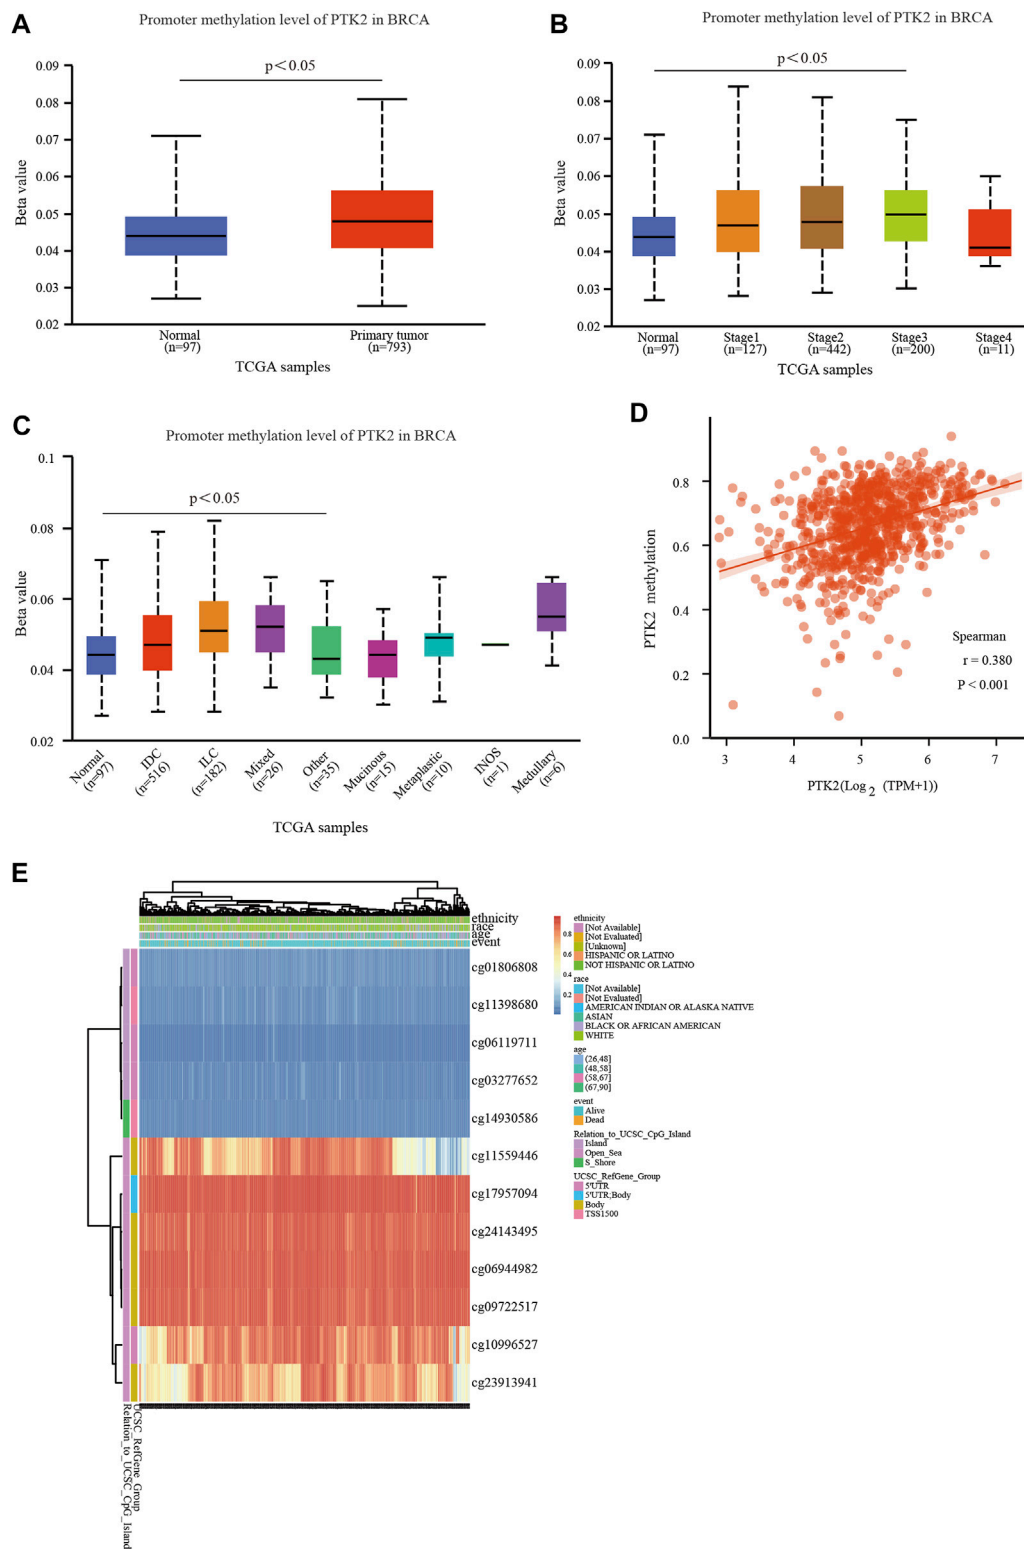 A
Promoter methylation level of PTK2 in BRCA
p<0.05
Beta value
0.09
0.08
0.07
0.06
0.05
0.04
0.03
0.02
Normal
(n=97)
Primary tumor
(n=793)
TCGA samples
B
Promoter methylation level of PTK2 in BRCA
p<0.05
Beta value
0.09
0.08
0.07
0.06
0.05
0.04
0.03
0.02
Normal
(n=97)
Stage1
(n=127)
Stage2
(n=442)
Stage3
(n=200)
Stage4
(n=11)
TCGA samples
C
Promoter methylation level of PTK2 in BRCA
p<0.05
Beta value
0.1
0.08
0.06
0.04
0.02
Normal
(n=97)
IDC
(n=516)
ILC
(n=182)
Mixed
(n=26)
Other
(n=35)
Mucinous
(n=15)
Metaplastic
(n=10)
INOS
(n=1)
Medullary
(n=6)
TCGA samples
D
PTK2 methylation
0.8
0.6
0.4
0.2
0.0
Spearman
r = 0.380
P < 0.001
3 4 5 6 7
PTK2(Log2 (TPM+1))
E
ethnicity
race
age
event
cg01806808
cg11398680
cg06119711
cg03277652
cg14930586
cg11559446
cg17957094
cg24143495
cg06944982
cg09722517
cg10996527
cg23913941
UCSC_RefGene_Group
Relation_to_UCSC_CpG_Island
0.8
0.6
0.4
0.2
ethnicity
[Not Available]
[Not Evaluated]
[Unknown]
HISPANIC OR LATINO
NOT HISPANIC OR LATINO
race
[Not Available]
[Not Evaluated]
AMERICAN INDIAN OR ALASKA NATIVE
ASIAN
BLACK OR AFRICAN AMERICAN
WHITE
age
(26,48]
(48,58]
(58,67]
(67,90]
event
Alive
Dead
Relation_to_UCSC_CpG_Island
Island
Open_Sea
S_Shore
UCSC_RefGene_Group
5'UTR
5'UTR;Body
Body
TSS1500